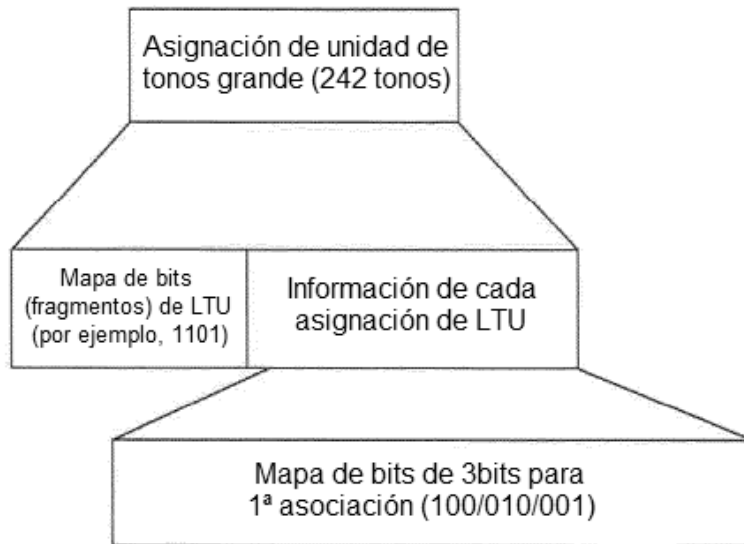 Asignación de unidad de
tonos grande (242 tonos)
Mapa de bits
(fragmentos) de LTU
(por ejemplo, 1101)
Información de cada
asignación de LTU
Mapa de bits de 3bits para
1ª asociación (100/010/001)